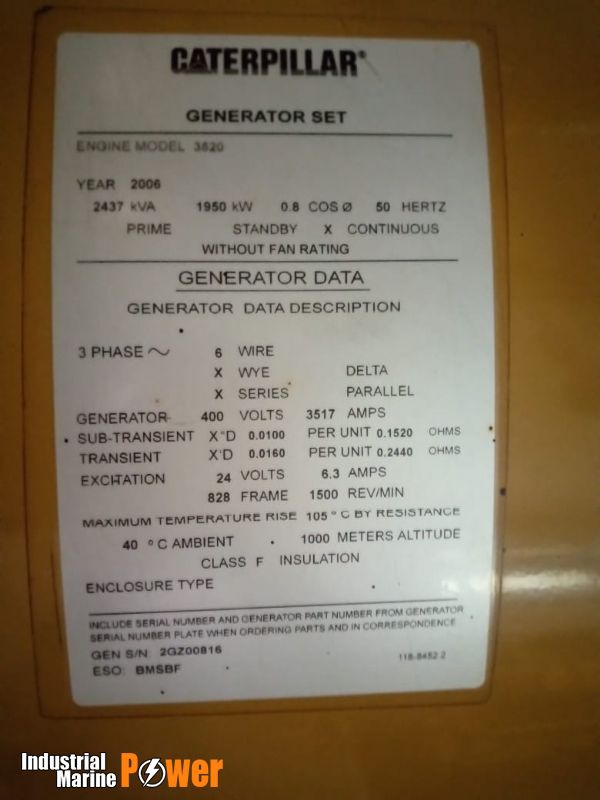 CATERPILLAR®
GENERATOR SET
ENGINE MODEL 3520
YEAR 2006
2437 kVA 1950 kW 0.8 COS Ø 50 HERTZ
PRIME STANDBY X CONTINUOUS
WITHOUT FAN RATING
GENERATOR DATA
GENERATOR DATA DESCRIPTION
3 PHASE ~ 6 WIRE
X WYE DELTA
X SERIES PARALLEL
GENERATOR 400 VOLTS 3517 AMPS
SUB-TRANSIENT X"D 0.0100 PER UNIT 0.1520 OHMS
TRANSIENT X'D 0.0160 PER UNIT 0.2440 OHMS
EXCITATION 24 VOLTS 6.3 AMPS
828 FRAME 1500 REV/MIN
MAXIMUM TEMPERATURE RISE 105 °C BY RESISTANCE
40 °C AMBIENT 1000 METERS ALTITUDE
CLASS F INSULATION
ENCLOSURE TYPE
INCLUDE SERIAL NUMBER AND GENERATOR PART NUMBER FROM GENERATOR
SERIAL NUMBER PLATE WHEN ORDERING PARTS AND IN CORRESPONDENCE
GEN S/N: 2GZ00816
118-8452 2
ESO: BMSBF
Industrial
Marine POwer